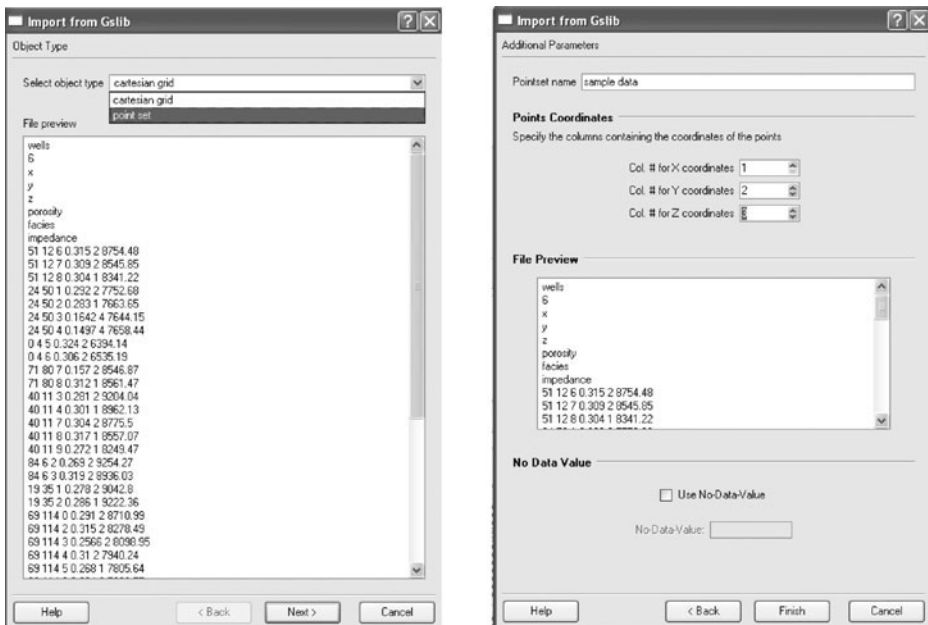 Import from Gslib
Object Type
Select object type cartesian grid
cartesian grid
point set
File preview
wells
6
x
y
z
porosity
facies
impedance
51 12 6 0.315 2 8754.48
51 12 7 0.309 2 8545.85
51 12 8 0.304 1 8341.22
24 50 1 0.292 2 7752.68
24 50 2 0.283 1 7663.65
24 50 3 0.1642 4 7644.15
24 50 4 0.1497 4 7658.44
0 4 5 0.324 2 6394.14
0 4 6 0.306 2 6535.19
71 80 7 0.157 2 8546.87
71 80 8 0.312 1 8561.47
40 11 3 0.281 2 9204.04
40 11 4 0.301 1 8962.13
40 11 7 0.304 2 8775.5
40 11 8 0.317 1 8557.07
40 11 9 0.272 1 8249.47
84 6 2 0.269 2 9254.27
84 6 3 0.319 2 8936.03
19 35 1 0.278 2 9042.8
19 35 2 0.286 1 9222.36
69 114 0 0.291 2 8710.99
69 114 2 0.315 2 8278.49
69 114 3 0.2566 2 8098.95
69 114 4 0.31 2 7940.24
69 114 5 0.268 1 7805.64
Help < Back Next > Cancel
Import from Gslib
Additional Parameters
Pointset name sample data
Points Coordinates
Specify the columns containing the coordinates of the points
Col. # for X coordinates 1
Col. # for Y coordinates 2
Col. # for Z coordinates 3
File Preview
wells
6
x
y
z
porosity
facies
impedance
51 12 6 0.315 2 8754.48
51 12 7 0.309 2 8545.85
51 12 8 0.304 1 8341.22
No Data Value
Use No-Data-Value
No-Data-Value:
Help < Back Finish Cancel